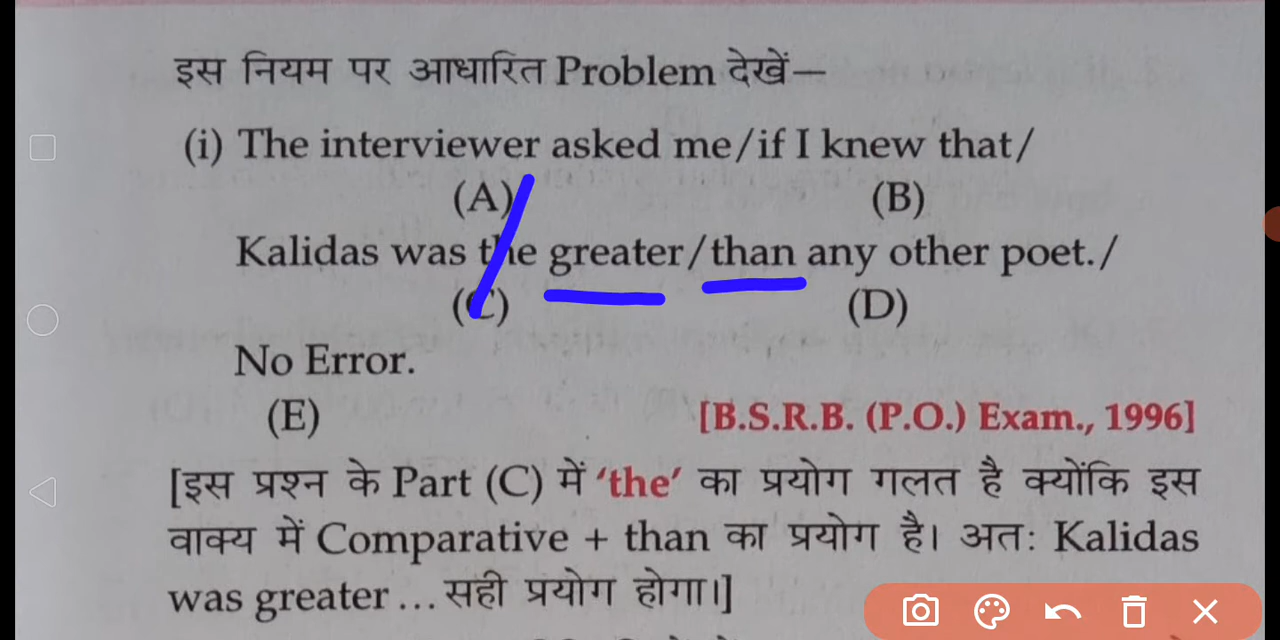 इस नियम पर आधारित Problem देखें—
(i) The interviewer asked me/if I knew that/
(A) (B)
Kalidas was the greater/than any other poet./
(C) (D)
No Error.
(E) [B.S.R.B. (P.O.) Exam., 1996]
[इस प्रश्न के Part (C) में ‘the’ का प्रयोग गलत है क्योंकि इस
वाक्य में Comparative + than का प्रयोग है। अत: Kalidas
was greater ... सही प्रयोग होगा।]